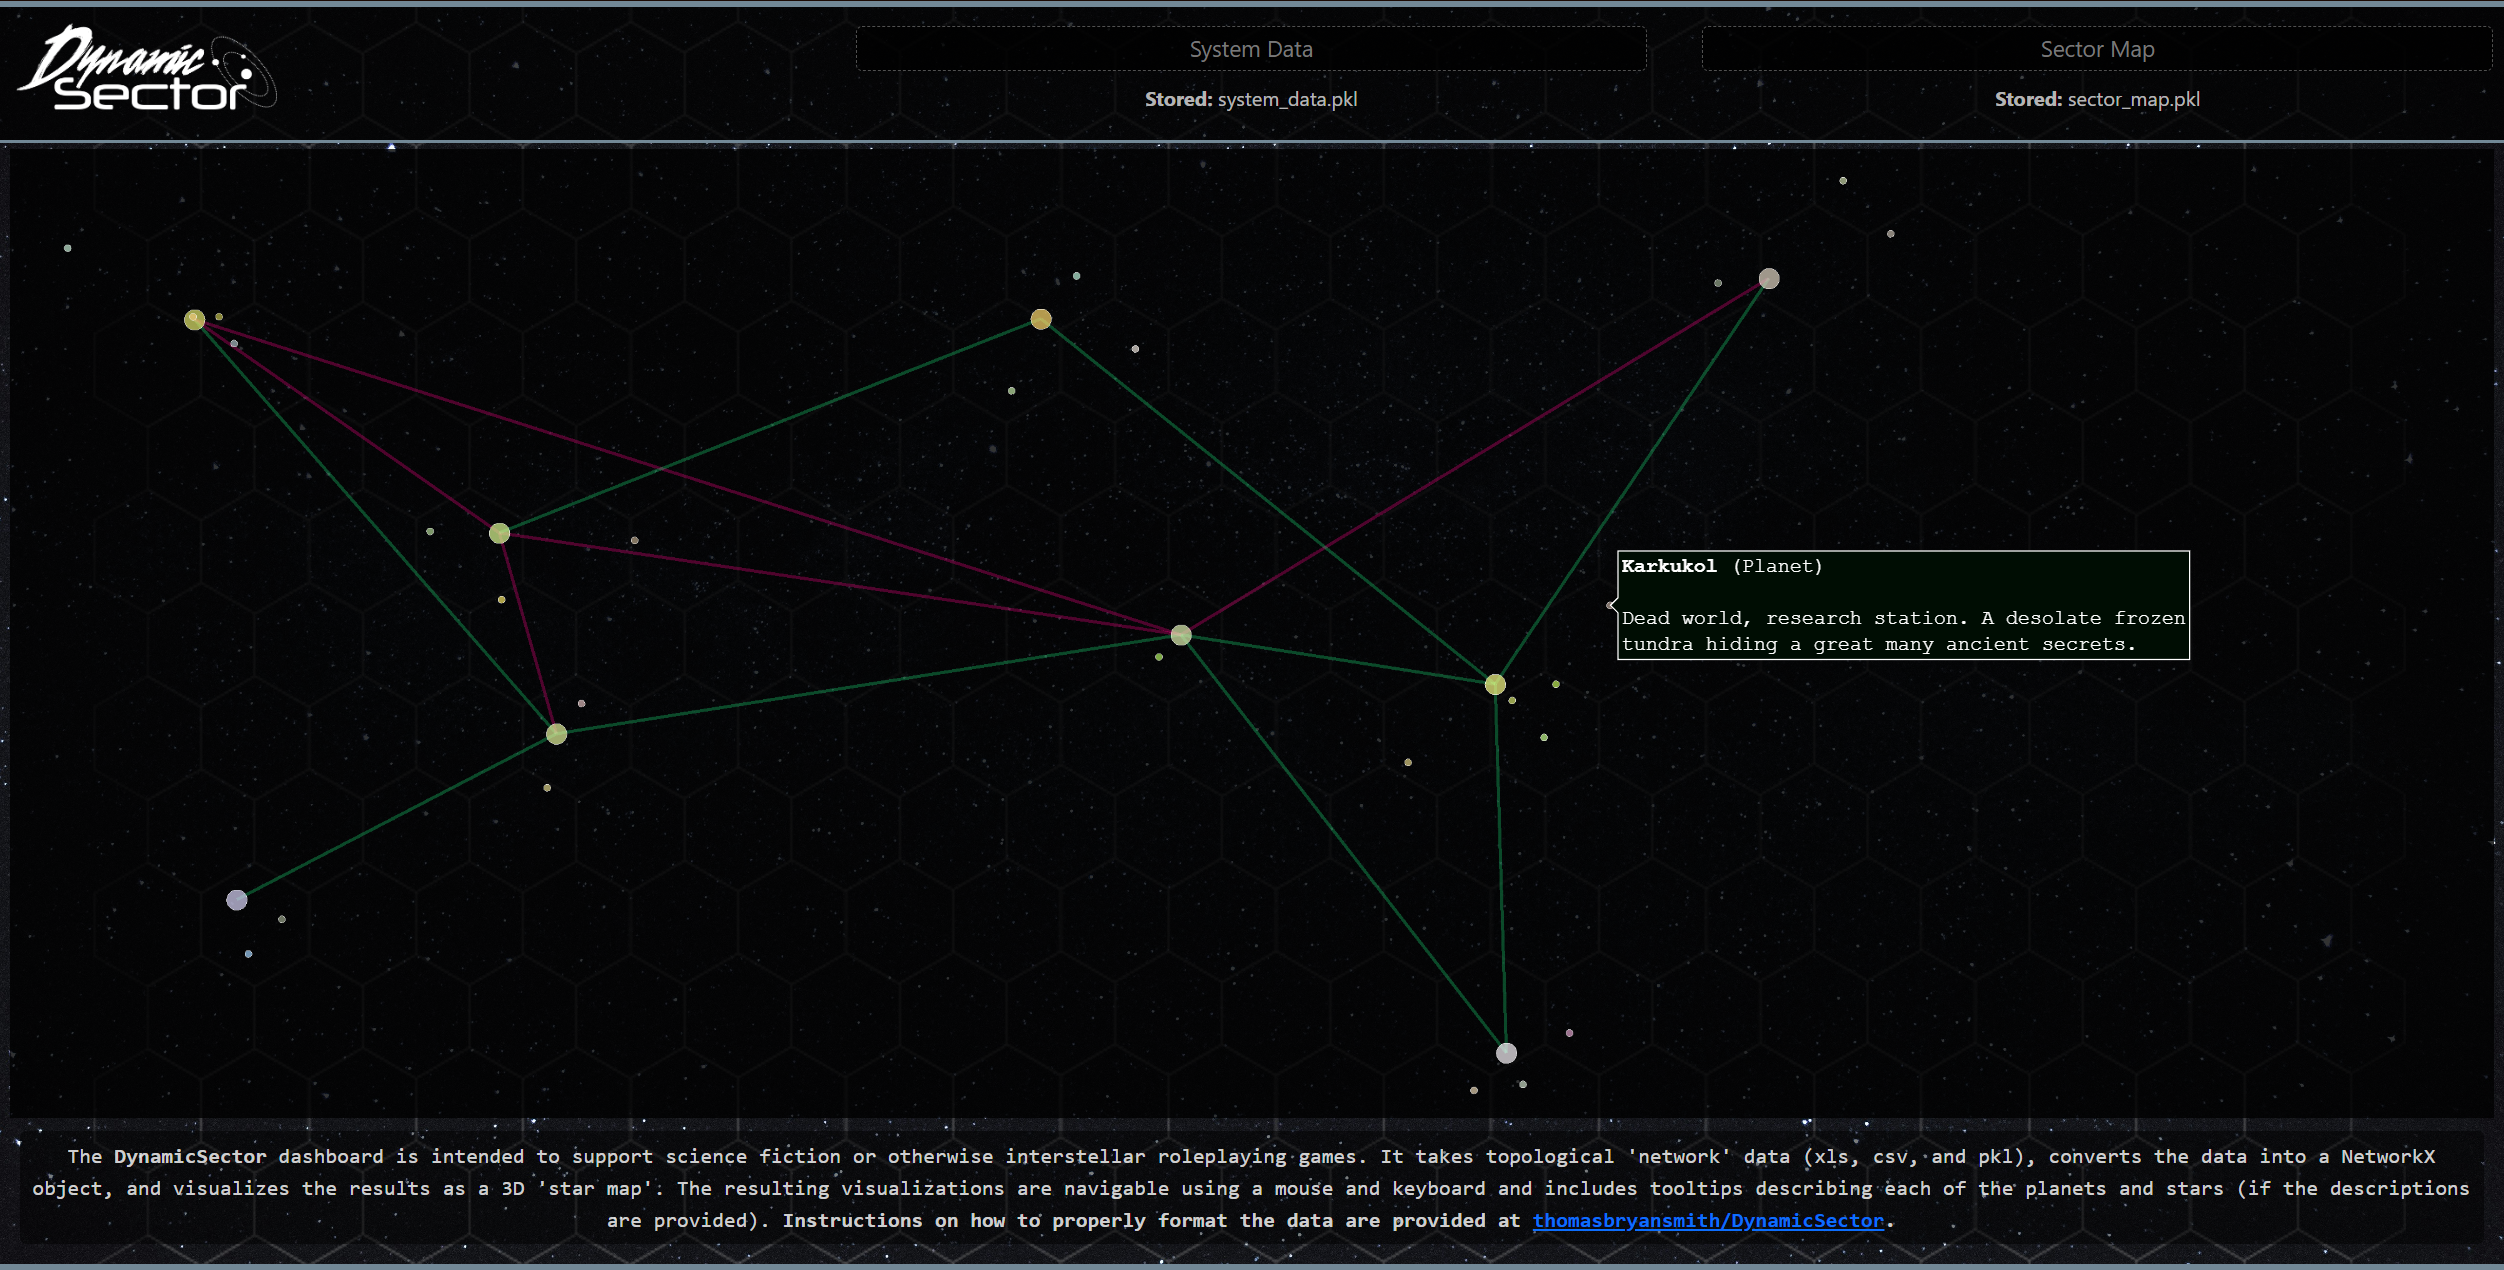 Dynamic
Sector
System Data
Stored: system_data.pkl
Sector Map
Stored: sector_map.pkl
Karkukol (Planet)
Dead world, research station. A desolate frozen
tundra hiding a great many ancient secrets.
The DynamicSector dashboard is intended to support science fiction or otherwise interstellar roleplaying games. It takes topological 'network' data (xls, csv, and pkl), converts the data into a NetworkX
object, and visualizes the results as a 3D 'star map'. The resulting visualizations are navigable using a mouse and keyboard and includes tooltips describing each of the planets and stars (if the descriptions
are provided). Instructions on how to properly format the data are provided at thomasbryansmith/DynamicSector.